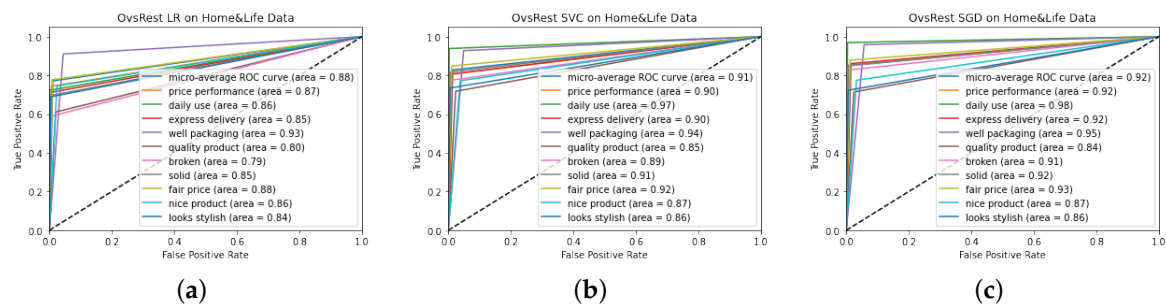 OvsRest LR on Home&Life Data
True Positive Rate
1.0
0.8
0.6
0.4
0.2
0.0
micro-average ROC curve (area = 0.88)
price performance (area = 0.87)
daily use (area = 0.86)
express delivery (area = 0.85)
well packaging (area = 0.93)
quality product (area = 0.80)
broken (area = 0.79)
solid (area = 0.85)
fair price (area = 0.88)
nice product (area = 0.86)
looks stylish (area = 0.84)
0.0 0.2 0.4 0.6 0.8 1.0
False Positive Rate
(a)
OvsRest SVC on Home&Life Data
True Positive Rate
1.0
0.8
0.6
0.4
0.2
0.0
micro-average ROC curve (area = 0.91)
price performance (area = 0.90)
daily use (area = 0.97)
express delivery (area = 0.90)
well packaging (area = 0.94)
quality product (area = 0.85)
broken (area = 0.89)
solid (area = 0.91)
fair price (area = 0.92)
nice product (area = 0.87)
looks stylish (area = 0.86)
0.0 0.2 0.4 0.6 0.8 1.0
False Positive Rate
(b)
OvsRest SGD on Home&Life Data
True Positive Rate
1.0
0.8
0.6
0.4
0.2
0.0
micro-average ROC curve (area = 0.92)
price performance (area = 0.92)
daily use (area = 0.98)
express delivery (area = 0.92)
well packaging (area = 0.95)
quality product (area = 0.84)
broken (area = 0.91)
solid (area = 0.92)
fair price (area = 0.93)
nice product (area = 0.87)
looks stylish (area = 0.86)
0.0 0.2 0.4 0.6 0.8 1.0
False Positive Rate
(c)